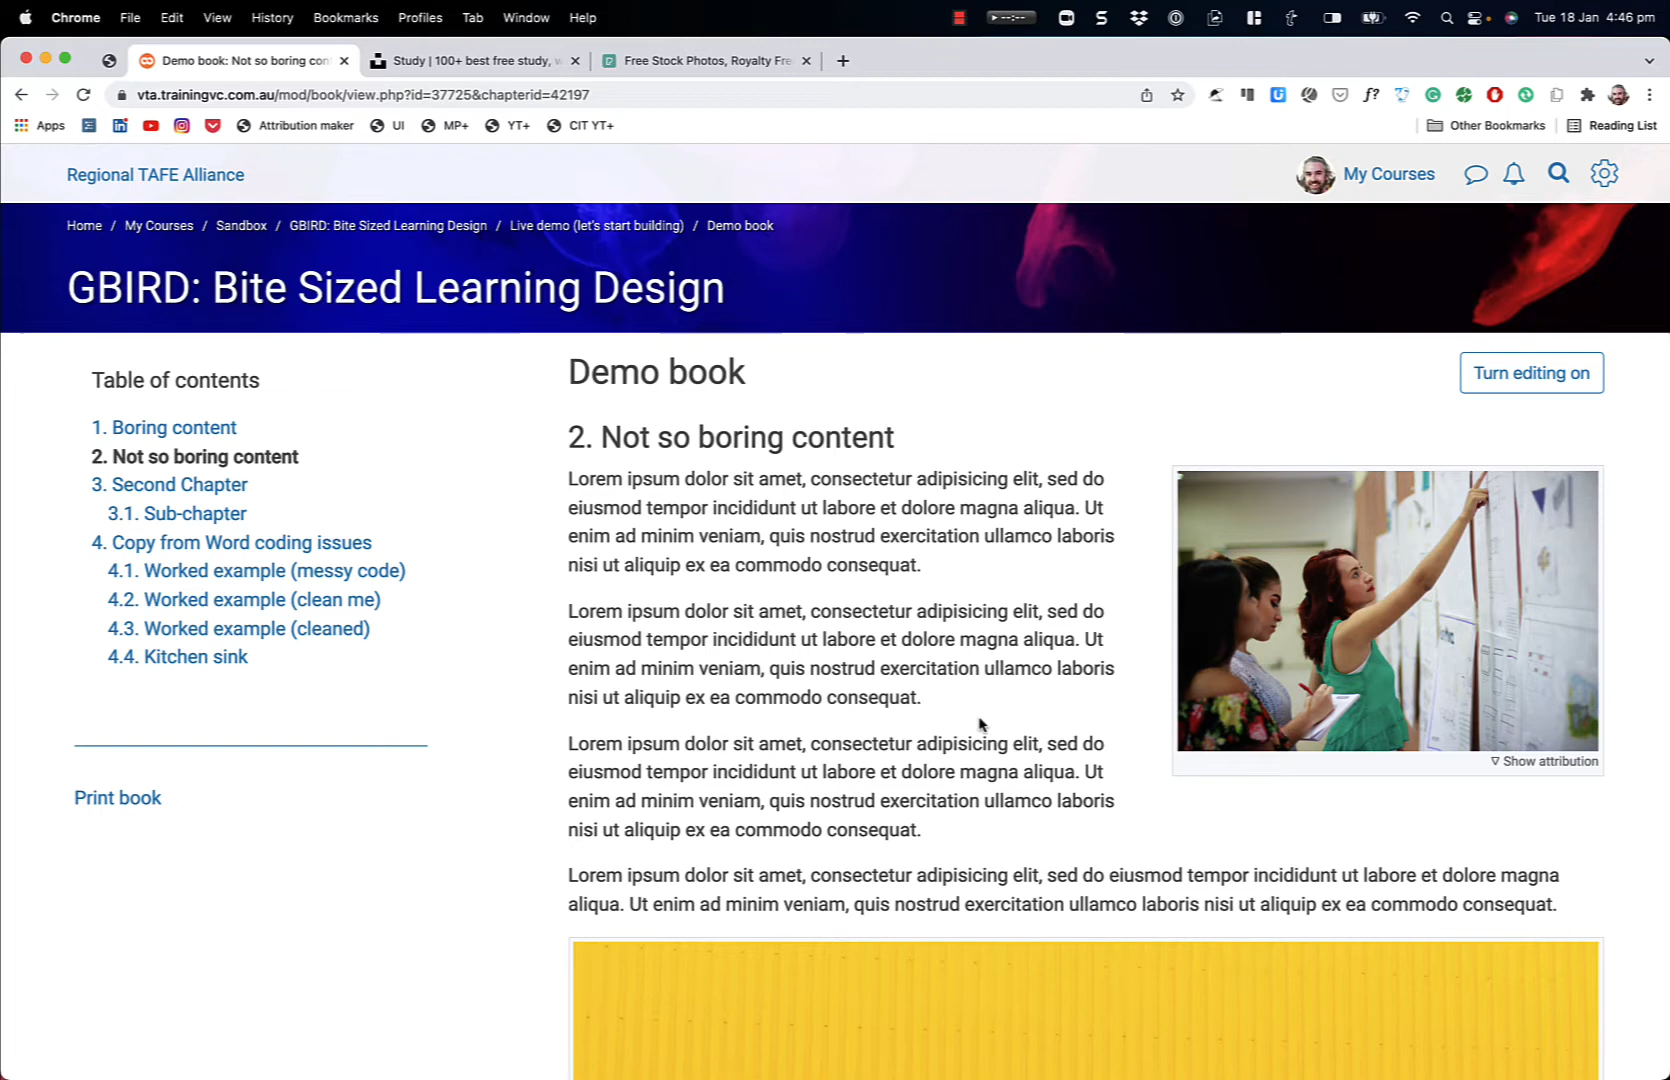 Chrome File Edit View History Bookmarks Profiles Tab Window Help Tue 18 Jan 4:46 pm
Demo book: Not so boring con Study | 100+ best free study, Free Stock Photos, Royalty Fre
vta.trainingvc.com.au/mod/book/view.php?id=37725&chapterid=42197
Apps Attribution maker UI MP+ YT+ CIT YT+ Other Bookmarks Reading List
Regional TAFE Alliance My Courses
Home / My Courses / Sandbox / GBIRD: Bite Sized Learning Design / Live demo (let's start building) / Demo book
GBIRD: Bite Sized Learning Design
Table of contents
1. Boring content
2. Not so boring content
3. Second Chapter
3.1. Sub-chapter
4. Copy from Word coding issues
4.1. Worked example (messy code)
4.2. Worked example (clean me)
4.3. Worked example (cleaned)
4.4. Kitchen sink
Print book
Demo book
Turn editing on
2. Not so boring content
Lorem ipsum dolor sit amet, consectetur adipisicing elit, sed do
eiusmod tempor incididunt ut labore et dolore magna aliqua. Ut
enim ad minim veniam, quis nostrud exercitation ullamco laboris
nisi ut aliquip ex ea commodo consequat.
Lorem ipsum dolor sit amet, consectetur adipisicing elit, sed do
eiusmod tempor incididunt ut labore et dolore magna aliqua. Ut
enim ad minim veniam, quis nostrud exercitation ullamco laboris
nisi ut aliquip ex ea commodo consequat.
Lorem ipsum dolor sit amet, consectetur adipisicing elit, sed do
eiusmod tempor incididunt ut labore et dolore magna aliqua. Ut
enim ad minim veniam, quis nostrud exercitation ullamco laboris
nisi ut aliquip ex ea commodo consequat.
▽ Show attribution
Lorem ipsum dolor sit amet, consectetur adipisicing elit, sed do eiusmod tempor incididunt ut labore et dolore magna
aliqua. Ut enim ad minim veniam, quis nostrud exercitation ullamco laboris nisi ut aliquip ex ea commodo consequat.